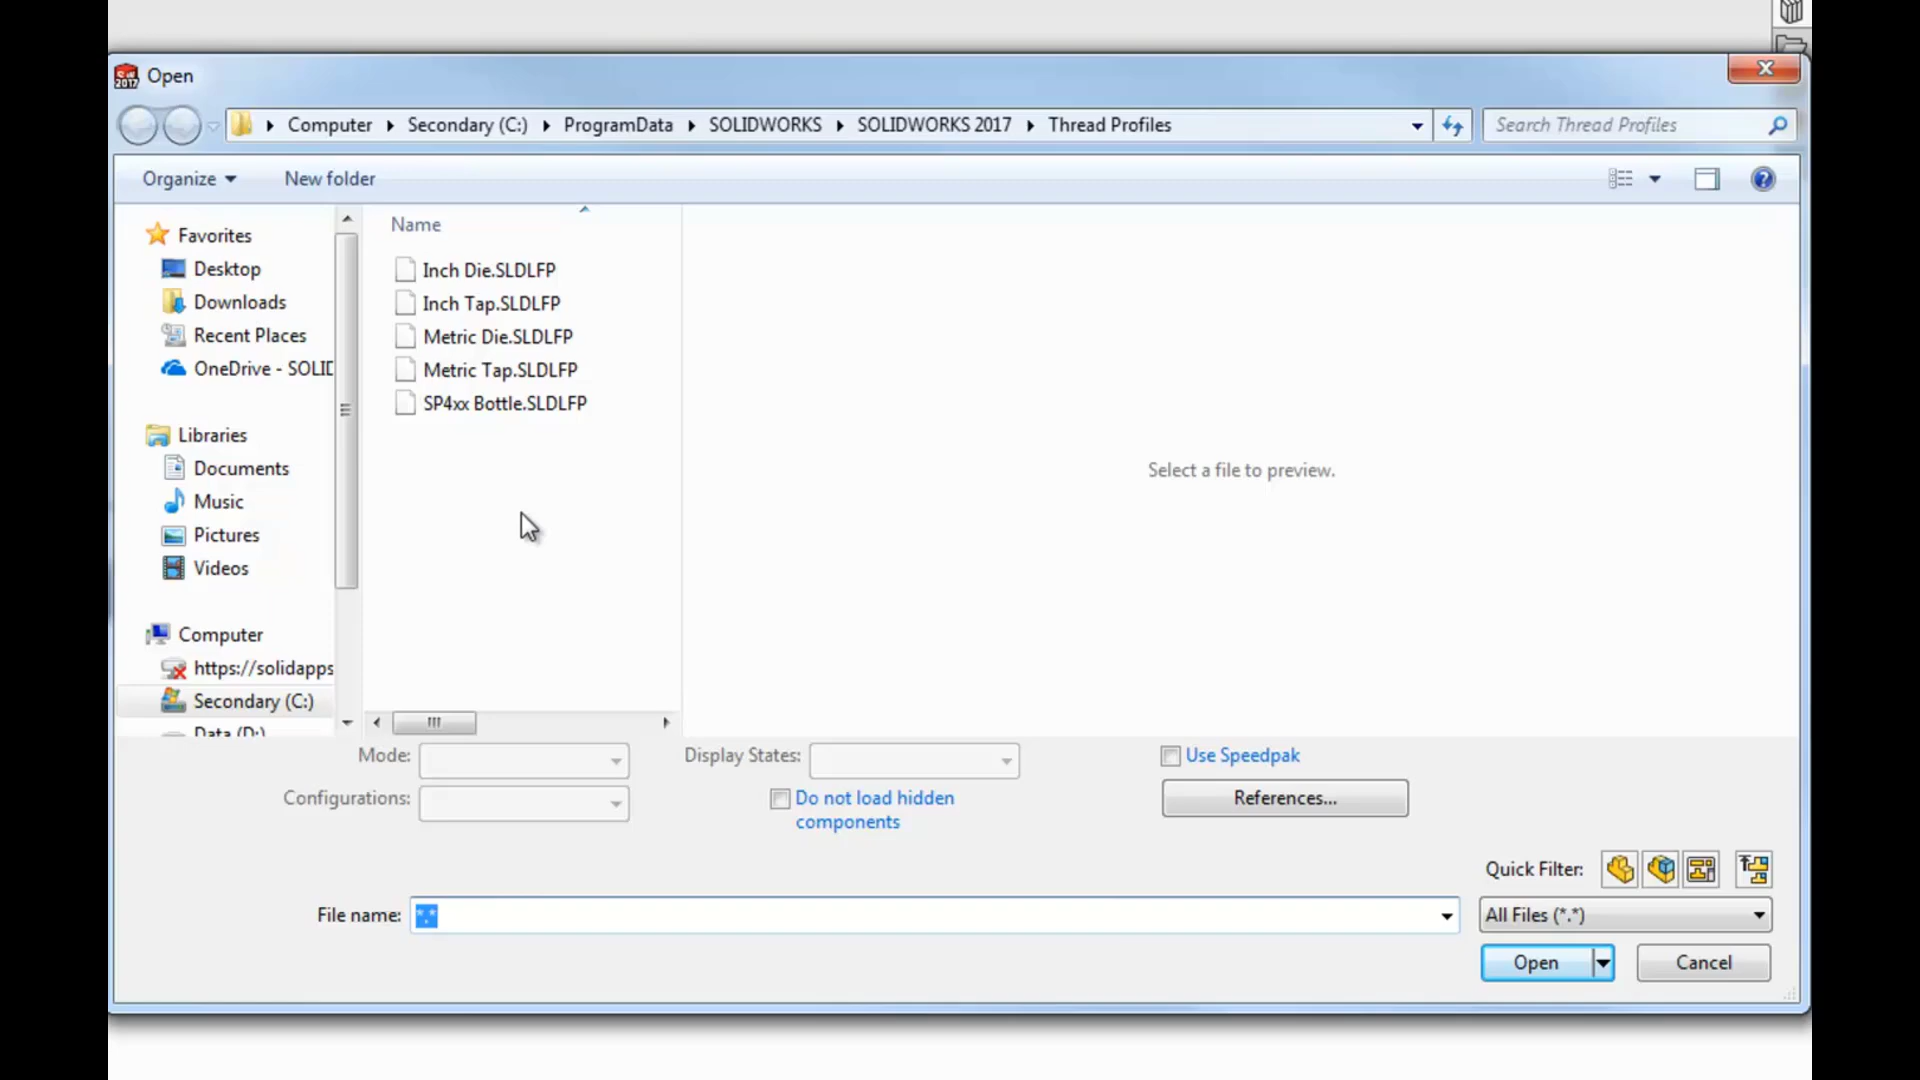 Open
Computer Secondary (C:) ProgramData SOLIDWORKS SOLIDWORKS 2017 Thread Profiles
Search Thread Profiles
Organize
New folder
Favorites
Desktop
Downloads
Recent Places
OneDrive - SOLID
Libraries
Documents
Music
Pictures
Videos
Computer
https://solidapps
Secondary (C:)
Data (D:)
Name
Inch Die.SLDLFP
Inch Tap.SLDLFP
Metric Die.SLDLFP
Metric Tap.SLDLFP
SP4xx Bottle.SLDLFP
Select a file to preview.
Mode:
Display States:
Use Speedpak
Configurations:
Do not load hidden
components
References...
Quick Filter:
File name: *.*
All Files (*.*)
Open
Cancel